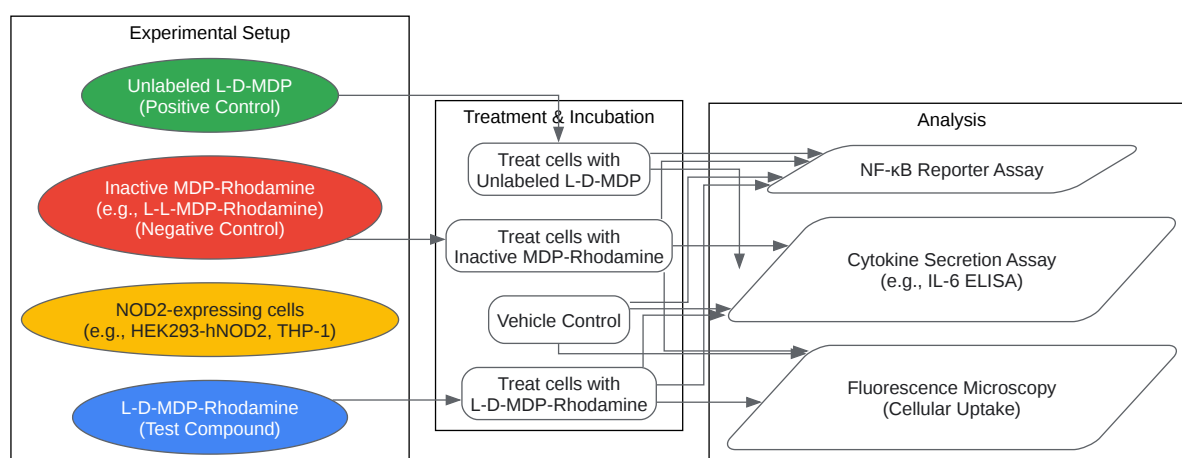 Experimental Setup
Unlabeled L-D-MDP
(Positive Control)
Inactive MDP-Rhodamine
(e.g., L-L-MDP-Rhodamine)
(Negative Control)
NOD2-expressing cells
(e.g., HEK293-hNOD2, THP-1)
L-D-MDP-Rhodamine
(Test Compound)
Treatment & Incubation
Treat cells with
Unlabeled L-D-MDP
Treat cells with
Inactive MDP-Rhodamine
Vehicle Control
Treat cells with
L-D-MDP-Rhodamine
Analysis
NF-κB Reporter Assay
Cytokine Secretion Assay
(e.g., IL-6 ELISA)
Fluorescence Microscopy
(Cellular Uptake)